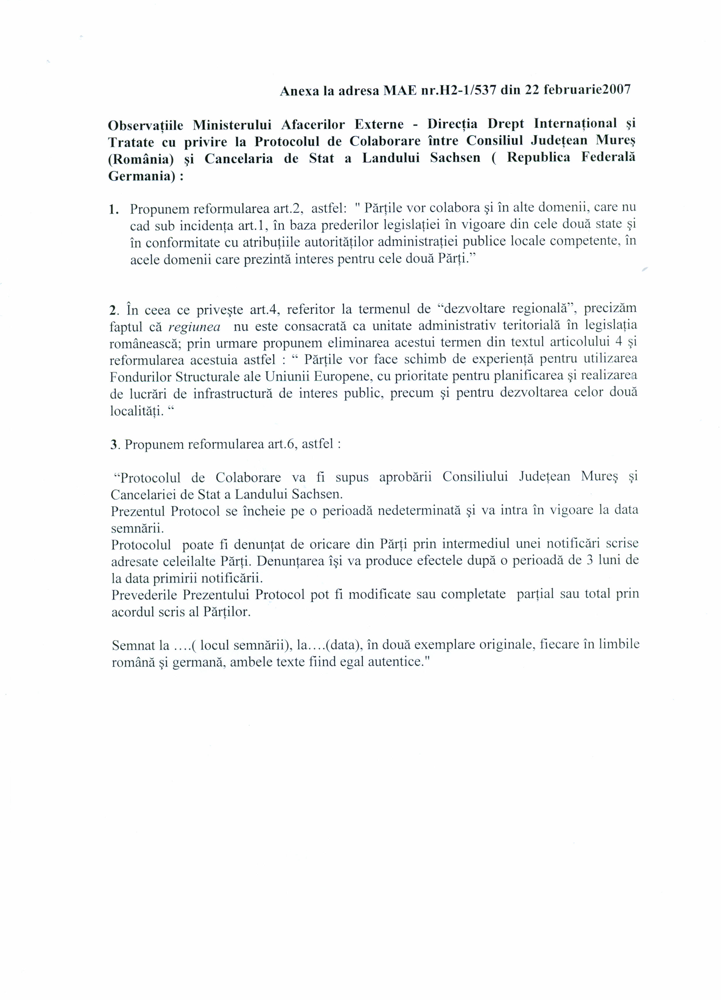 Anexa la adresa MAE nr.H2-1/537 din 22 februarie2007
Observațiile Ministerului Afacerilor Externe - Direcția Drept Internațional şi
Tratate cu privire la Protocolul de Colaborare între Consiliul Județean Mureş
(România) şi Cancelaria de Stat a Landului Sachsen ( Republica Federală
Germania) :
1. Propunem reformularea art.2, astfel: " Părțile vor colabora şi în alte domenii, care nu
cad sub incidența art.1, în baza prederilor legislației în vigoare din cele două state şi
în conformitate cu atribuțiile autorităților administrației publice locale competente, în
acele domenii care prezintă interes pentru cele două Părți.”
2. În ceea ce priveşte art.4, referitor la termenul de “dezvoltare regională”, precizăm
faptul că regiunea nu este consacrată ca unitate administrativ teritorială în legislația
românească; prin urmare propunem eliminarea acestui termen din textul articolului 4 şi
reformularea acestuia astfel : “ Părțile vor face schimb de experiență pentru utilizarea
Fondurilor Structurale ale Uniunii Europene, cu prioritate pentru planificarea şi realizarea
de lucrări de infrastructură de interes public, precum şi pentru dezvoltarea celor două
localități. “
3. Propunem reformularea art.6, astfel :
“Protocolul de Colaborare va fi supus aprobării Consiliului Județean Mureş şi
Cancelariei de Stat a Landului Sachsen.
Prezentul Protocol se încheie pe o perioadă nedeterminată şi va intra în vigoare la data
semnării.
Protocolul poate fi denunțat de oricare din Părți prin intermediul unei notificări scrise
adresate celeilalte Părți. Denunțarea îşi va produce efectele după o perioadă de 3 luni de
la data primirii notificării.
Prevederile Prezentului Protocol pot fi modificate sau completate parțial sau total prin
acordul scris al Părților.
Semnat la ….( locul semnării), la….(data), în două exemplare originale, fiecare în limbile
română şi germană, ambele texte fiind egal autentice."